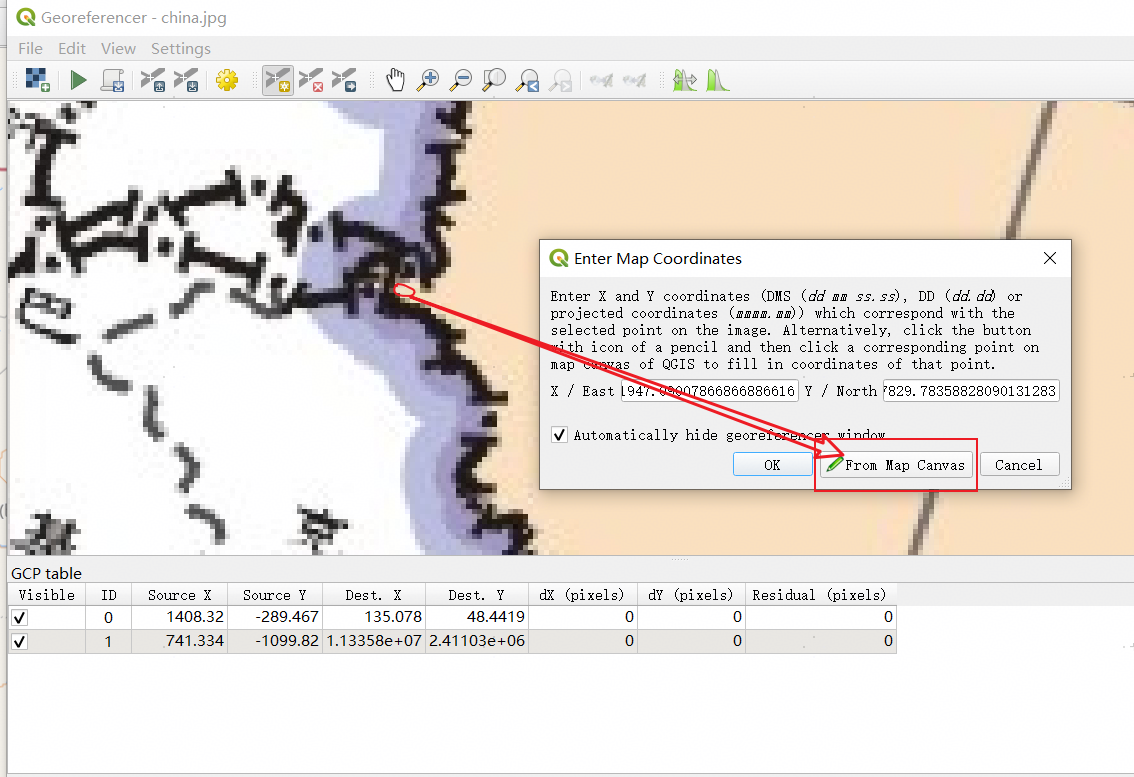 Georeferencer - china.jpg
File Edit View Settings
Enter Map Coordinates
Enter X and Y coordinates (DMS (dd mm ss.ss), DD (dd.dd) or
projected coordinates (mmmm.mm)) which correspond with the
selected point on the image. Alternatively, click the button
with icon of a pencil and then click a corresponding point on
map canvas of QGIS to fill in coordinates of that point.
X / East 1947.09007866866886616 Y / North 7829.78358828090131283
Automatically hide georeferencer window
OK From Map Canvas Cancel
GCP table
Visible ID Source X Source Y Dest. X Dest. Y dX (pixels) dY (pixels) Residual (pixels)
0 1408.32 -289.467 135.078 48.4419 0 0 0
1 741.334 -1099.82 1.13358e+07 2.41103e+06 0 0 0